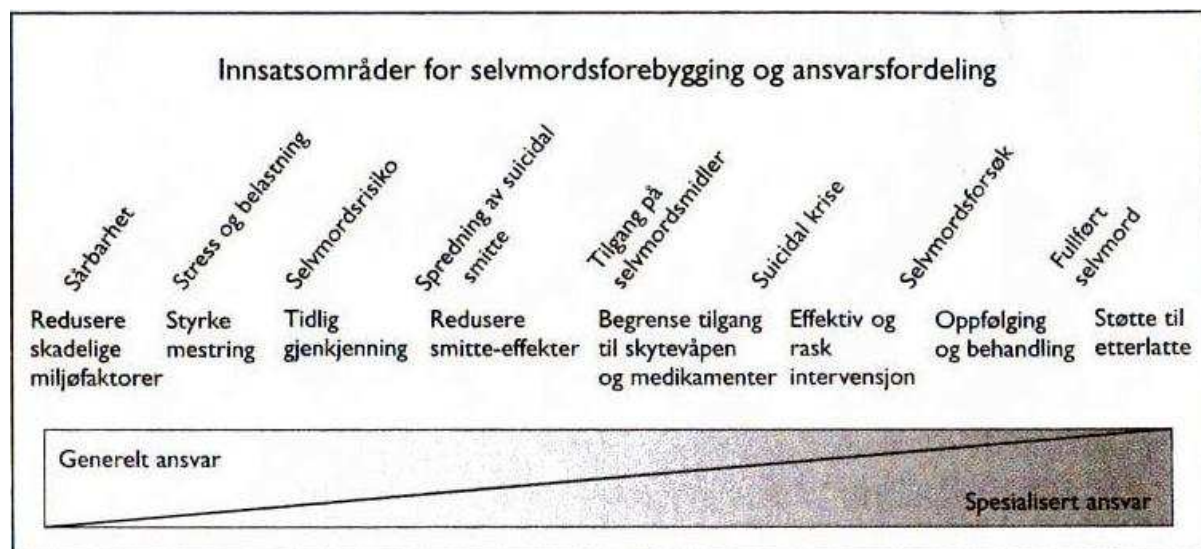 Innsatsområder for selvmordsforebygging og ansvarsfordeling
Sårbarhet
Stress og belastning
Selvmordsrisiko
Spredning av suicidal
smitte
Tilgang på
selvmordsmidler
Suicidal krise
Selvmordsforsøk
Fullført
selvmord
Redusere
skadelige
miljøfaktorer
Styrke
mestring
Tidlig
gjenkjenning
Redusere
smitte-effekter
Begrense tilgang
til skytevåpen
og medikamenter
Effektiv og
rask
intervensjon
Oppfølging
og behandling
Støtte til
etterlatte
Generelt ansvar
Spesialisert ansvar